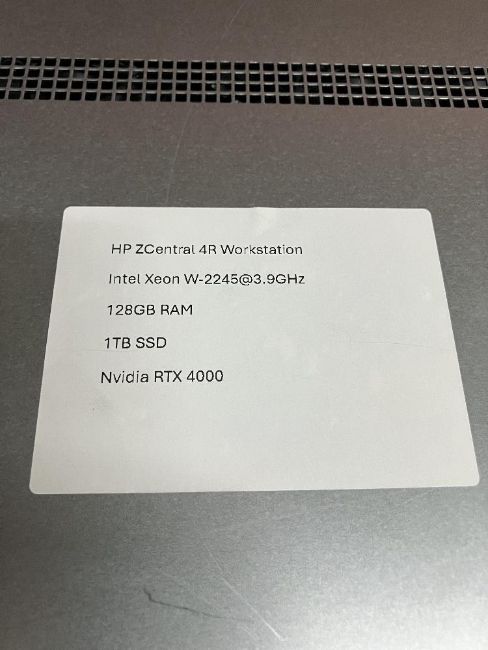 HP ZCentral 4R Workstation
Intel Xeon W-2245@3.9GHz
128GB RAM
1TB SSD
Nvidia RTX 4000